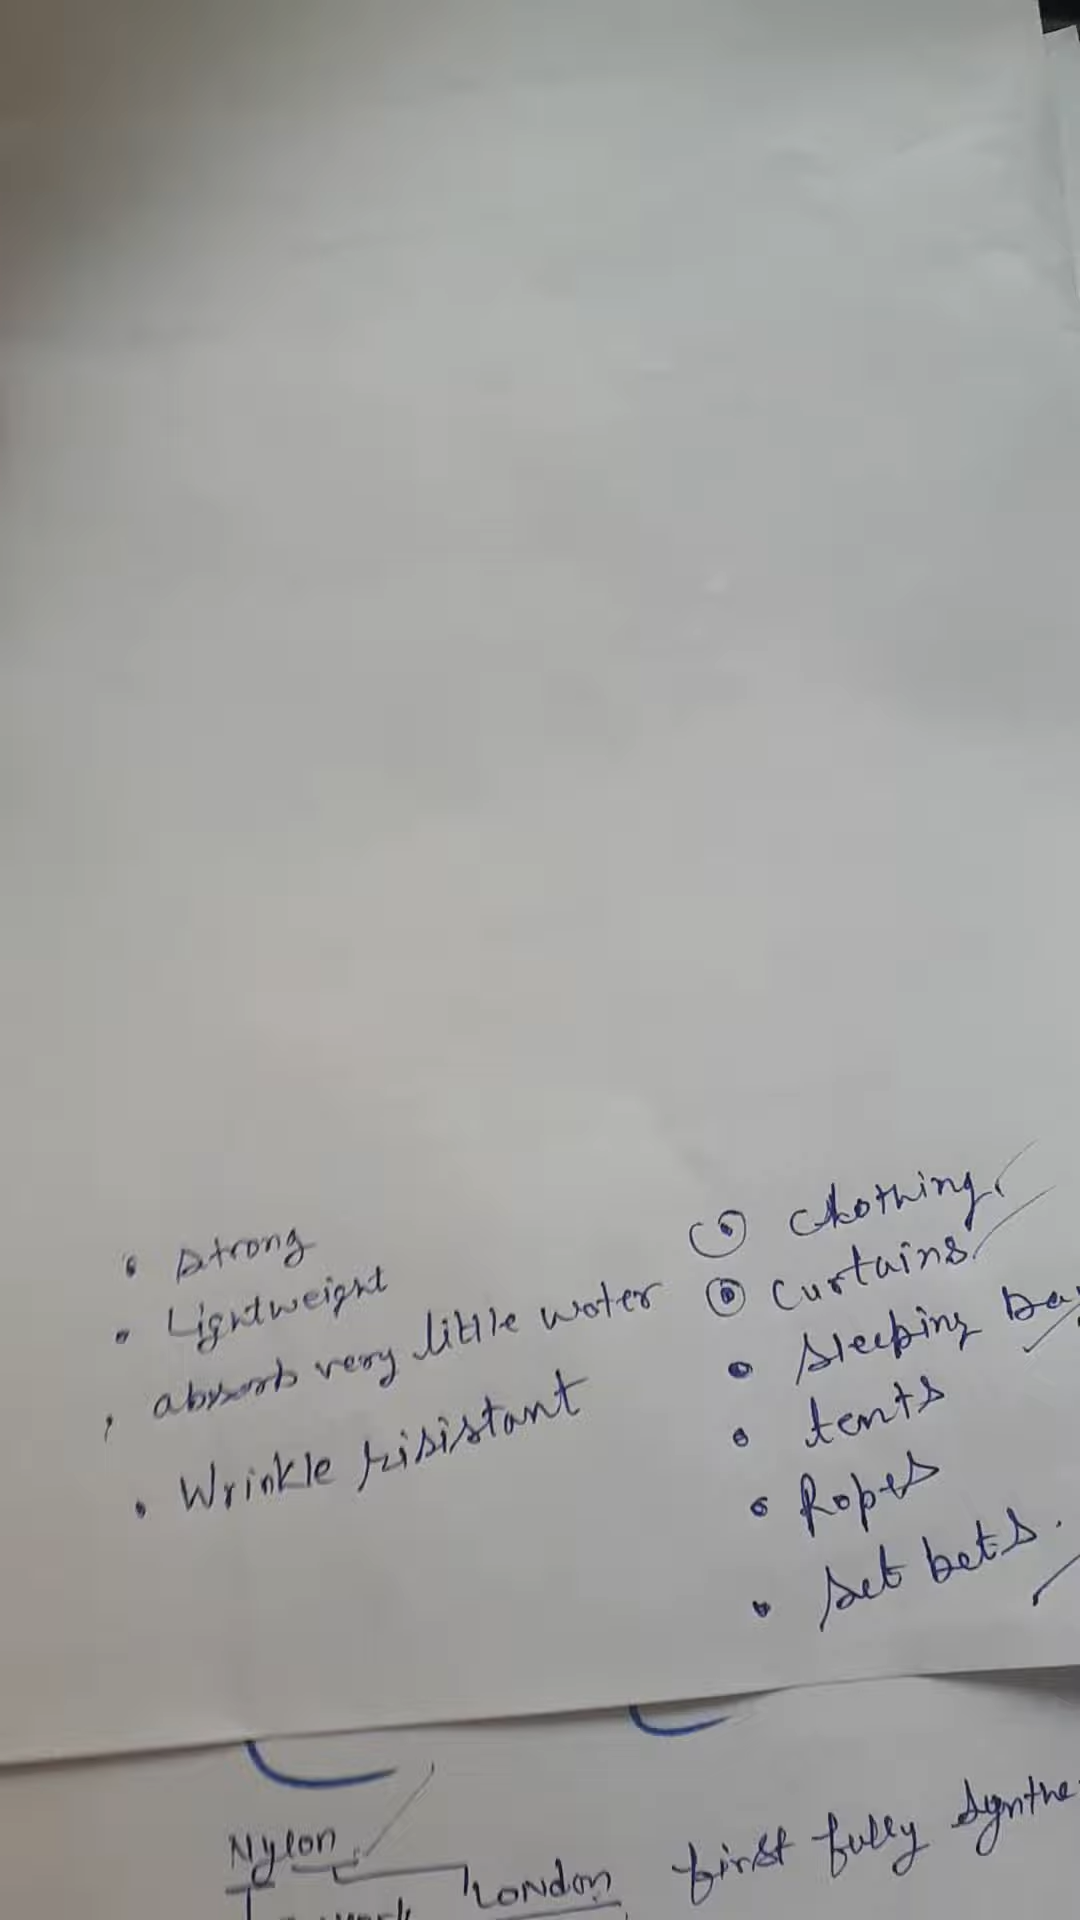 • Strong
• Lightweight
• absorb very little water
• Wrinkle risistant
• Clothing
• Curtains
• Sleeping
• tents
• Ropes
• Set bets.
Nylon
London first fully